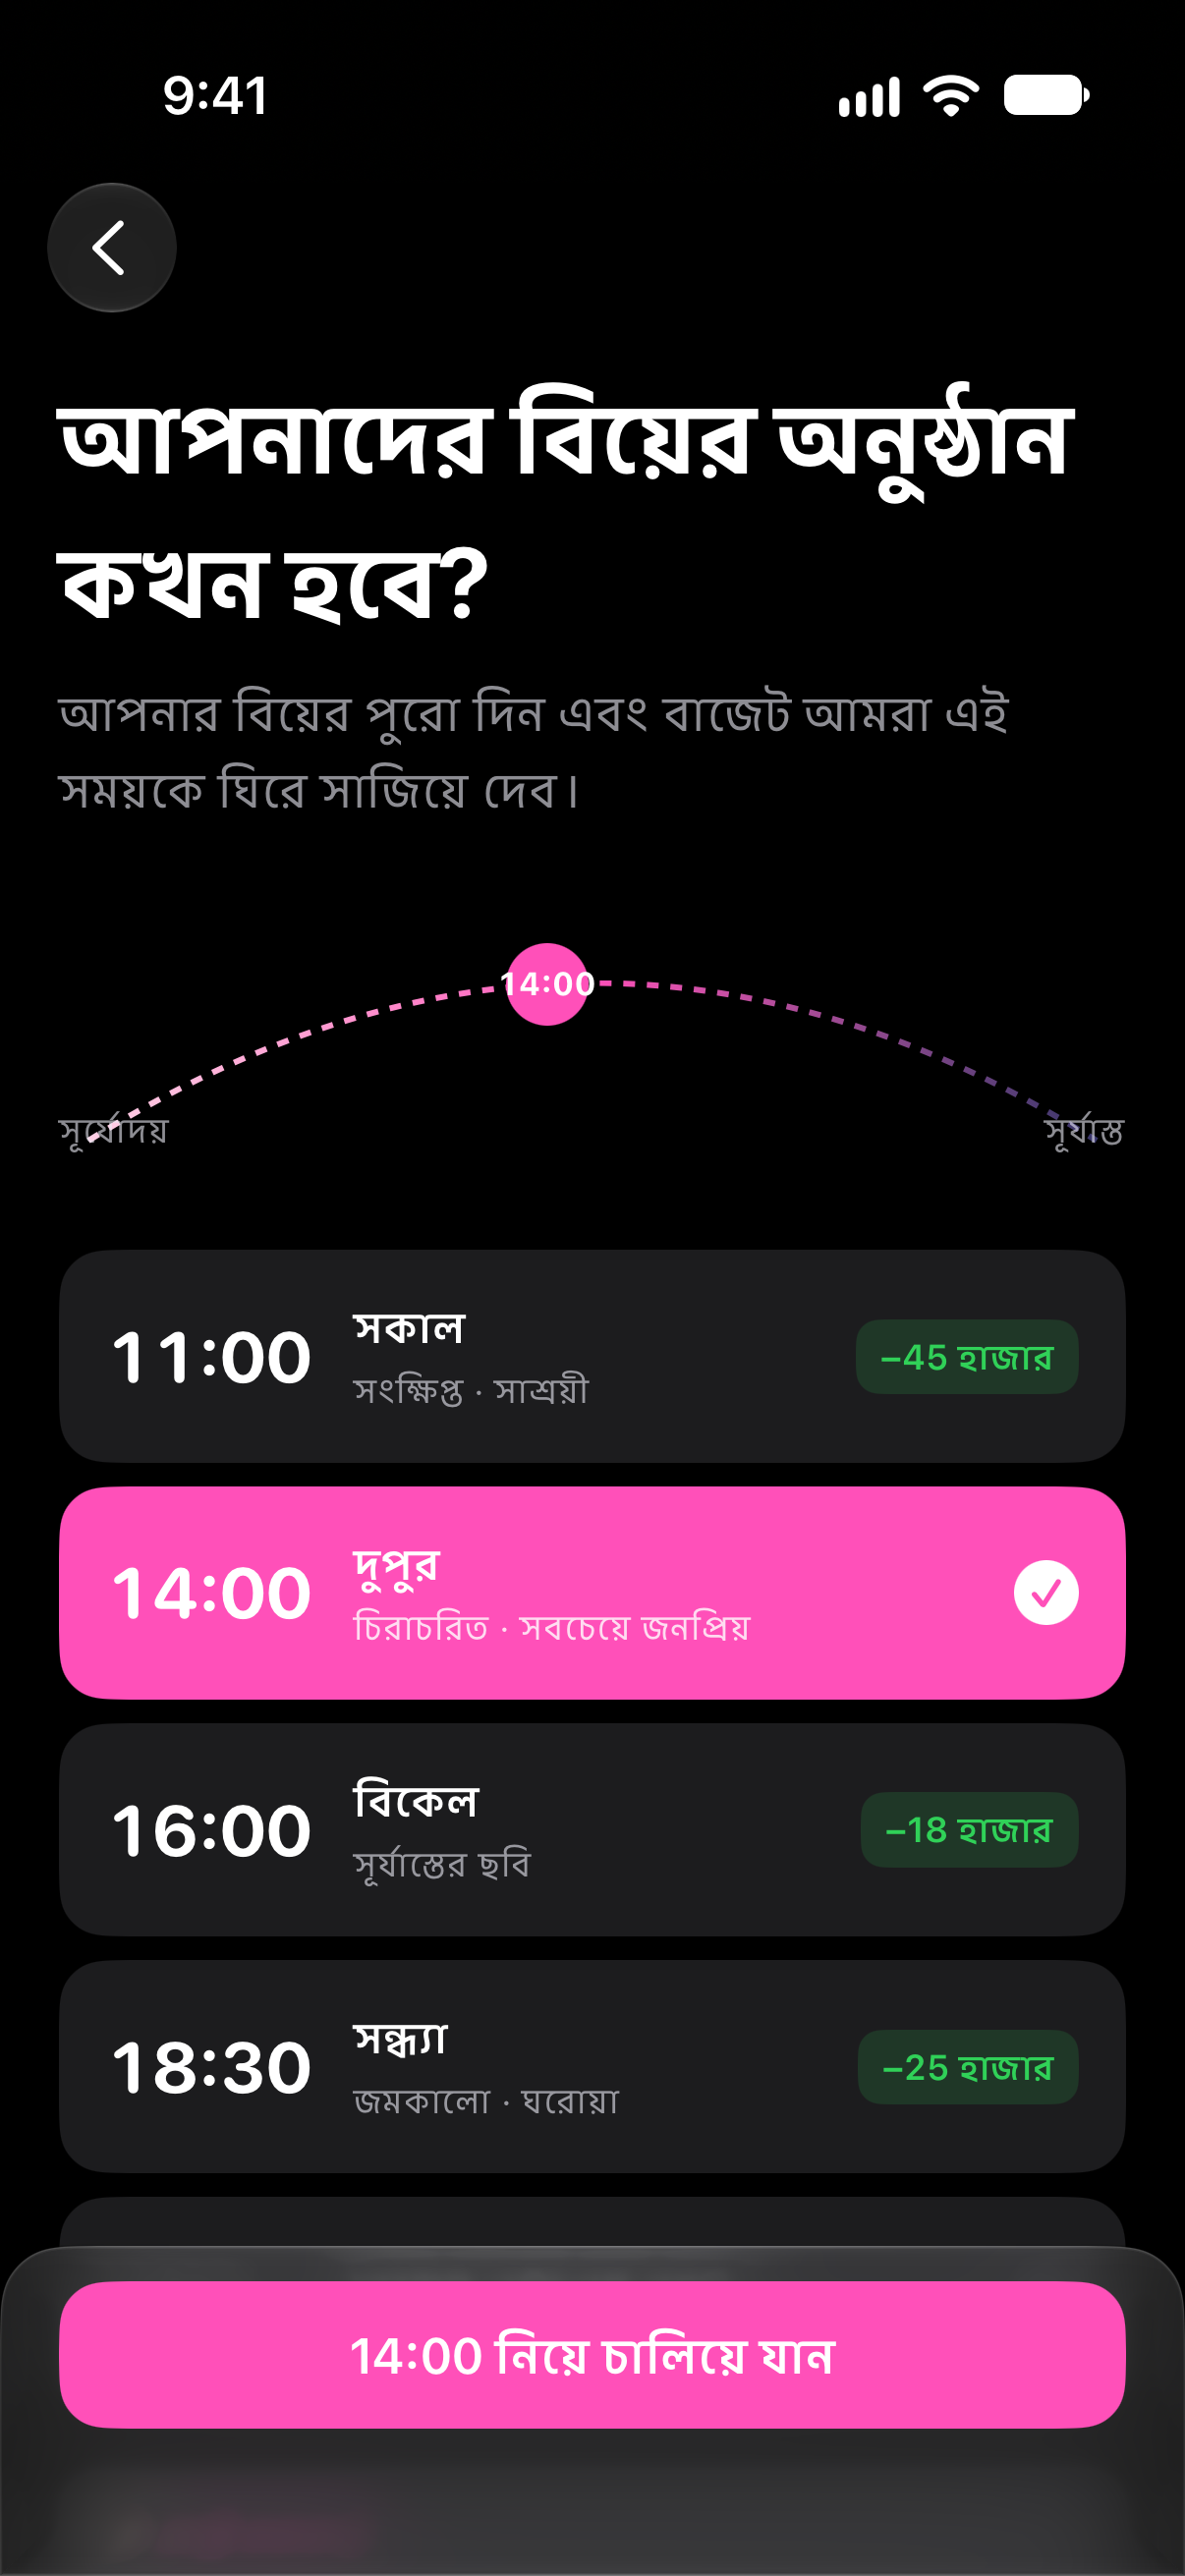 9:41
আপনাদের বিয়ের অনুষ্ঠান
কখন হবে?
আপনার বিয়ের পুরো দিন এবং বাজেট আমরা এই
সময়কে ঘিরে সাজিয়ে দেব।
14:00
সূর্যোদয়
সূর্যাস্ত
11:00
সকাল
সংক্ষিপ্ত · সাশ্রয়ী
–45 হাজার
14:00
দুপুর
চিরাচরিত · সবচেয়ে জনপ্রিয়
16:00
বিকেল
সূর্যাস্তের ছবি
–18 হাজার
18:30
সন্ধ্যা
জমকালো · ঘরোয়া
–25 হাজার
14:00 নিয়ে চালিয়ে যান